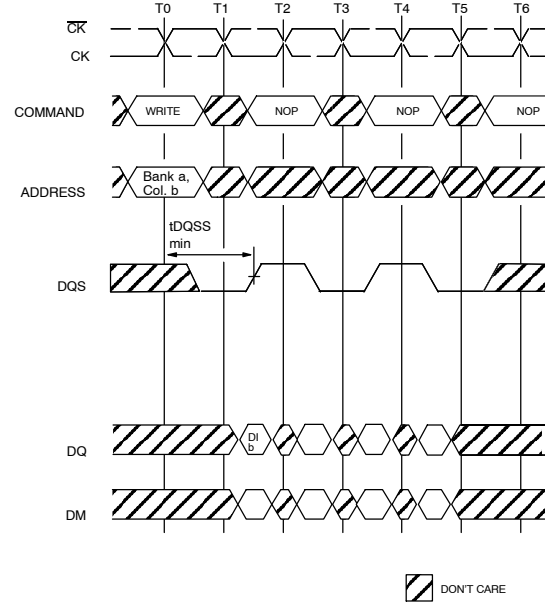 T0 T1 T2 T3 T4 T5 T6
CK
CK
COMMAND WRITE NOP NOP NOP
ADDRESS Bank a,
Col. b
tDQSS
min
DQS
DQ DI
b
DM
DON'T CARE